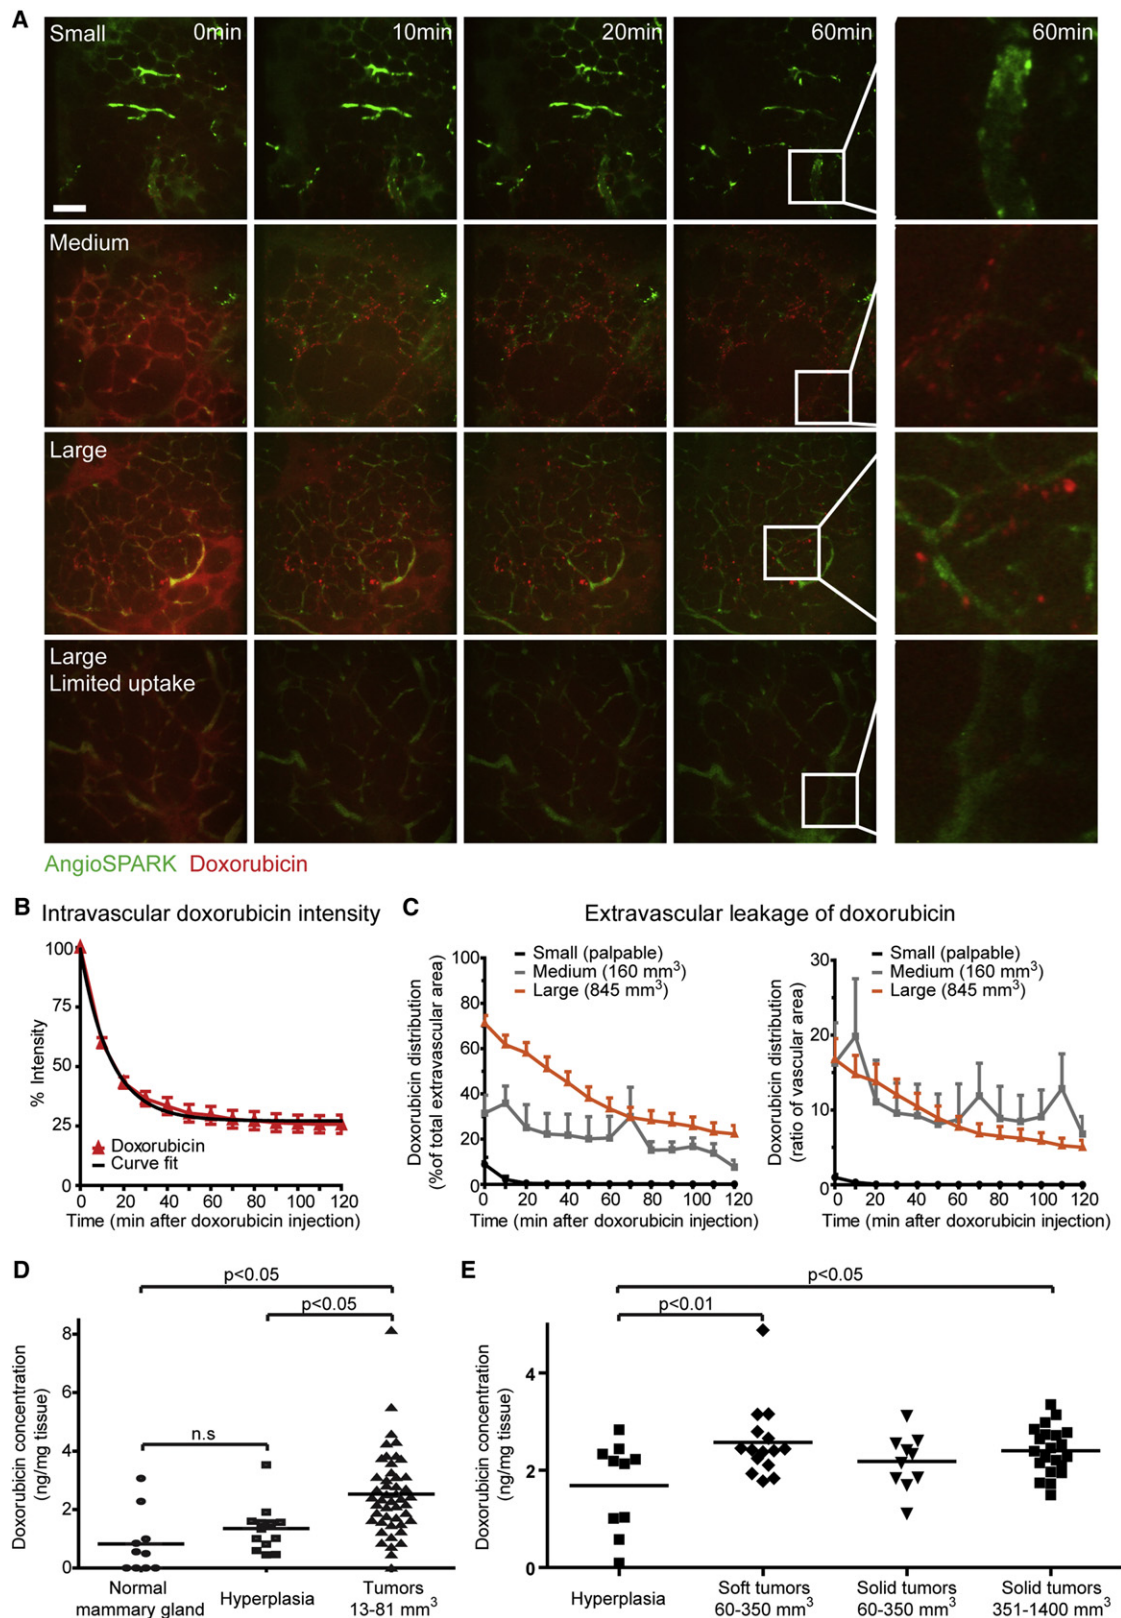 A
Small 0min 10min 20min 60min 60min
Medium
Large
Large
Limited uptake
AngioSPARK Doxorubicin
B Intravascular doxorubicin intensity
100
75
50
25
0
% Intensity
Doxorubicin
Curve fit
0 20 40 60 80 100 120
Time (min after doxorubicin injection)
C Extravascular leakage of doxorubicin
Doxorubicin distribution
(%of total extravascular area)
100
80
60
40
20
0
Small (palpable)
Medium (160 mm³)
Large (845 mm³)
0 20 40 60 80 100 120
Time (min after doxorubicin injection)
Doxorubicin distribution
(ratio of vascular area)
30
20
10
0
Small (palpable)
Medium (160 mm³)
Large (845 mm³)
0 20 40 60 80 100 120
Time (min after doxorubicin injection)
D
p<0.05
p<0.05
n.s
Doxorubicin concentration
(ng/mg tissue)
8
6
4
2
0
Normal
mammary gland
Hyperplasia
Tumors
13-81 mm³
E
p<0.05
p<0.01
Doxorubicin concentration
(ng/mg tissue)
4
2
0
Hyperplasia
Soft tumors
60-350 mm³
Solid tumors
60-350 mm³
Solid tumors
351-1400 mm³